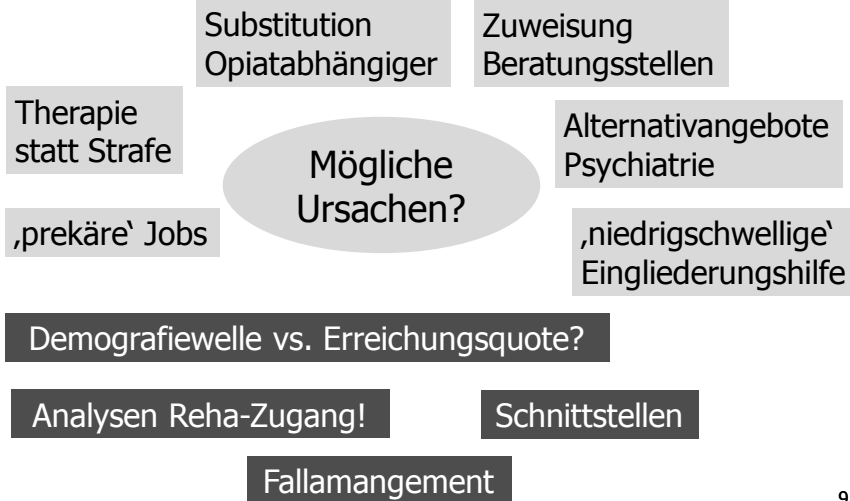 Substitution
Opiatabhängiger
Zuweisung
Beratungsstellen
Therapie
statt Strafe
Alternativangebote
Psychiatrie
Mögliche
Ursachen?
‚prekäre‘ Jobs
‚niedrigschwellige‘
Eingliederungshilfe
Demografiewelle vs. Erreichungsquote?
Analysen Reha-Zugang!
Schnittstellen
Fallamangement
9